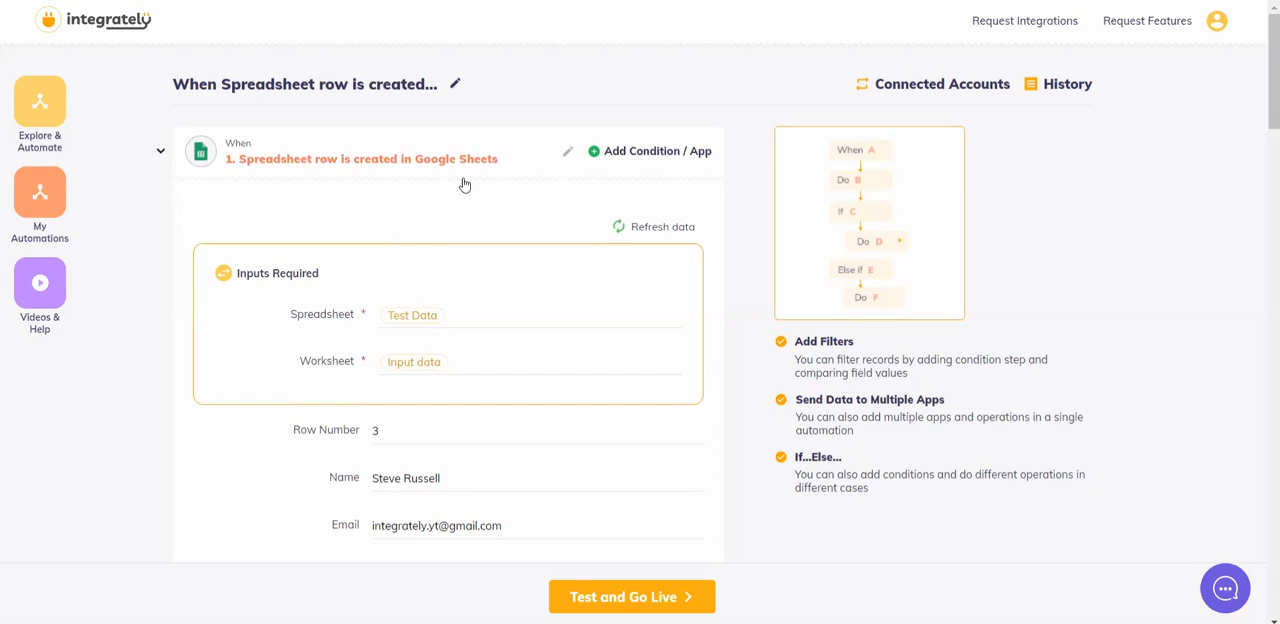 integrately
Request Integrations
Request Features
Explore &
Automate
My
Automations
Videos &
Help
When Spreadsheet row is created...
Connected Accounts
History
When
1. Spreadsheet row is created in Google Sheets
Add Condition / App
Refresh data
Inputs Required
Spreadsheet * Test Data
Worksheet * Input data
Row Number 3
Name Steve Russell
Email integrately.yt@gmail.com
When A
Do B
If C
Do D
Else if E
Do F
Add Filters
You can filter records by adding condition step and
comparing field values
Send Data to Multiple Apps
You can also add multiple apps and operations in a single
automation
If...Else...
You can also add conditions and do different operations in
different cases
Test and Go Live